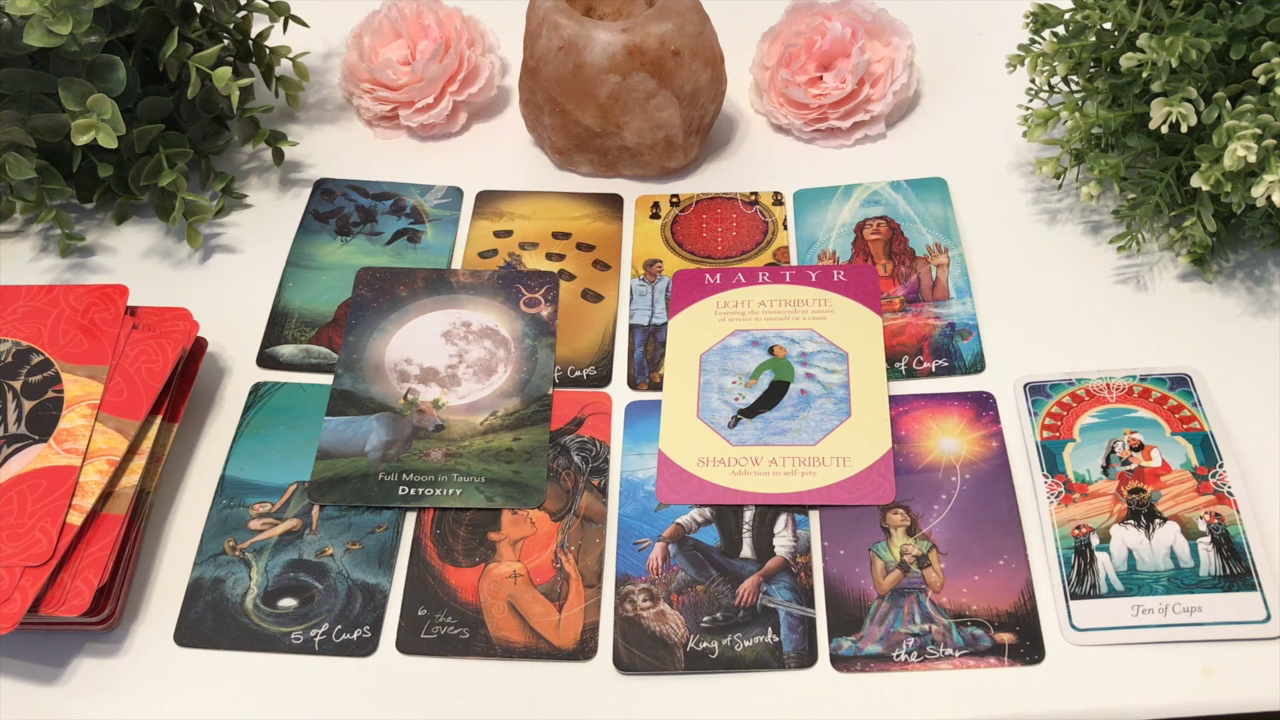 f Cups
of Cups
MARTYR
LIGHT ATTRIBUTE
Learning the transcendent nature
of service to oneself or a cause
SHADOW ATTRIBUTE
Addiction to self-pity
Full Moon in Taurus
DETOXIFY
5 of Cups
6. the
Lovers
King of Swords
17
the Star
Ten of Cups